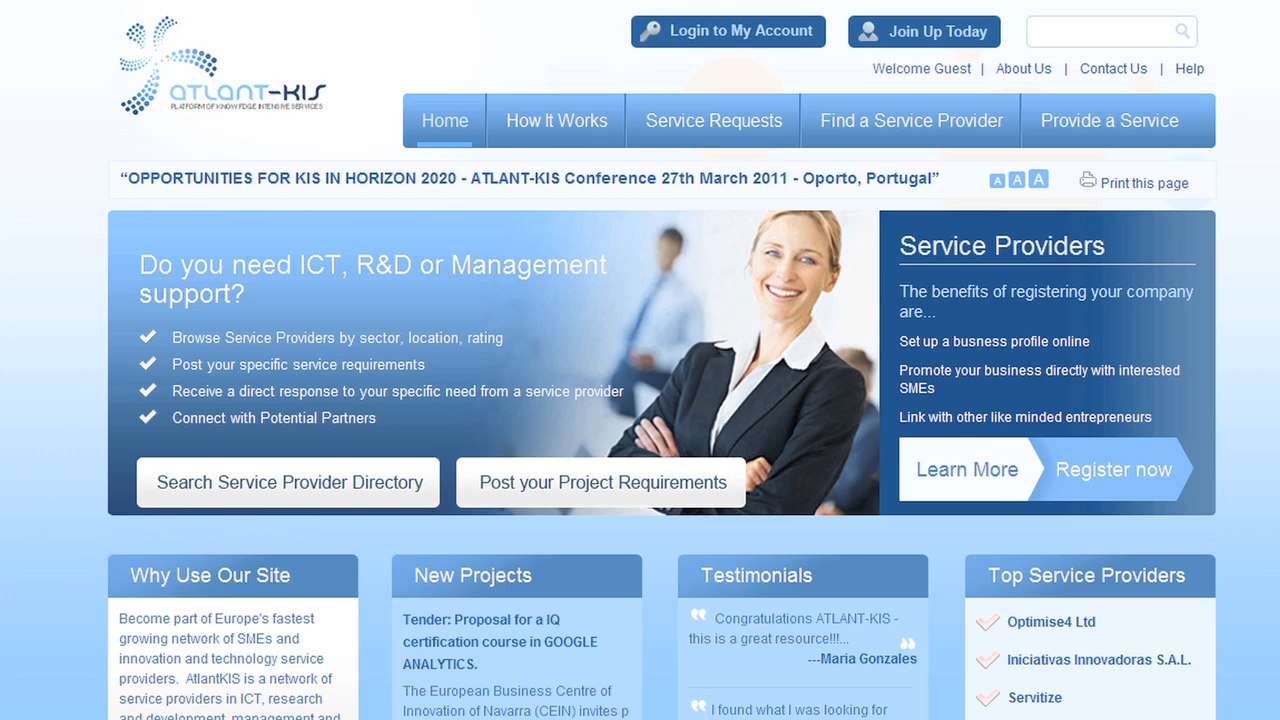 Login to My Account
Join Up Today
Welcome Guest | About Us | Contact Us | Help
ATLANT-KIS
PLATFORM OF KNOWLEDGE INTENSIVE SERVICES
Home
How It Works
Service Requests
Find a Service Provider
Provide a Service
“OPPORTUNITIES FOR KIS IN HORIZON 2020 - ATLANT-KIS Conference 27th March 2011 - Oporto, Portugal”
A A A
Print this page
Do you need ICT, R&D or Management
support?
Browse Service Providers by sector, location, rating
Post your specific service requirements
Receive a direct response to your specific need from a service provider
Connect with Potential Partners
Search Service Provider Directory
Post your Project Requirements
Service Providers
The benefits of registering your company
are...
Set up a business profile online
Promote your business directly with interested
SMEs
Link with other like minded entrepreneurs
Learn More
Register now
Why Use Our Site
Become part of Europe's fastest
growing network of SMEs and
innovation and technology service
providers. AtlantKIS is a network of
service providers in ICT, research
and development, management and
New Projects
Tender: Proposal for a IQ
certification course in GOOGLE
ANALYTICS.
The European Business Centre of
Innovation of Navarra (CEIN) invites p
Testimonials
“ Congratulations ATLANT-KIS -
this is a great resource!!!... ”
---Maria Gonzales
“ I found what I was looking for
Top Service Providers
Optimise4 Ltd
Iniciativas Innovadoras S.A.L.
Servitize